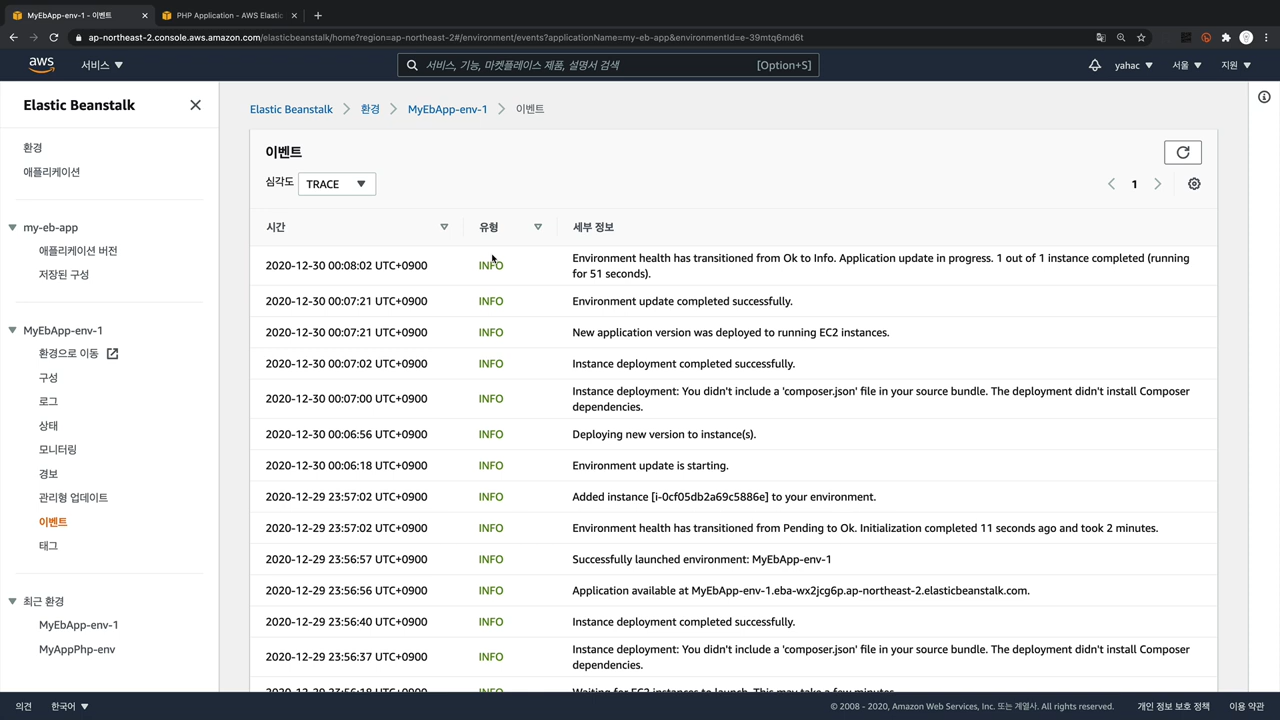 MyEbApp-env-1 - 이벤트
PHP Application - AWS Elastic
ap-northeast-2.console.aws.amazon.com/elasticbeanstalk/home?region=ap-northeast-2#/environment/events?applicationName=my-eb-app&environmentId=e-39mtq6md6t
aws
서비스
서비스, 기능, 마켓플레이스 제품, 설명서 검색
[Option+S]
yahac
서울
지원
Elastic Beanstalk
환경
애플리케이션
my-eb-app
애플리케이션 버전
저장된 구성
MyEbApp-env-1
환경으로 이동
구성
로그
상태
모니터링
경보
관리형 업데이트
이벤트
태그
최근 환경
MyEbApp-env-1
MyAppPhp-env
Elastic Beanstalk
환경
MyEbApp-env-1
이벤트
이벤트
심각도
TRACE
1
시간
유형
세부 정보
2020-12-30 00:08:02 UTC+0900
INFO
Environment health has transitioned from Ok to Info. Application update in progress. 1 out of 1 instance completed (running
for 51 seconds).
2020-12-30 00:07:21 UTC+0900
INFO
Environment update completed successfully.
2020-12-30 00:07:21 UTC+0900
INFO
New application version was deployed to running EC2 instances.
2020-12-30 00:07:02 UTC+0900
INFO
Instance deployment completed successfully.
2020-12-30 00:07:00 UTC+0900
INFO
Instance deployment: You didn't include a 'composer.json' file in your source bundle. The deployment didn't install Composer
dependencies.
2020-12-30 00:06:56 UTC+0900
INFO
Deploying new version to instance(s).
2020-12-30 00:06:18 UTC+0900
INFO
Environment update is starting.
2020-12-29 23:57:02 UTC+0900
INFO
Added instance [i-0cf05db2a69c5886e] to your environment.
2020-12-29 23:57:02 UTC+0900
INFO
Environment health has transitioned from Pending to Ok. Initialization completed 11 seconds ago and took 2 minutes.
2020-12-29 23:56:57 UTC+0900
INFO
Successfully launched environment: MyEbApp-env-1
2020-12-29 23:56:56 UTC+0900
INFO
Application available at MyEbApp-env-1.eba-wx2jcg6p.ap-northeast-2.elasticbeanstalk.com.
2020-12-29 23:56:40 UTC+0900
INFO
Instance deployment completed successfully.
2020-12-29 23:56:37 UTC+0900
INFO
Instance deployment: You didn't include a 'composer.json' file in your source bundle. The deployment didn't install Composer
dependencies.
2020-12-29 23:56:18 UTC+0900
INFO
Waiting for EC2 instances to launch. This may take a few minutes.
의견
한국어
© 2008 - 2020, Amazon Web Services, Inc. 또는 계열사. All rights reserved.
개인 정보 보호 정책
이용 약관